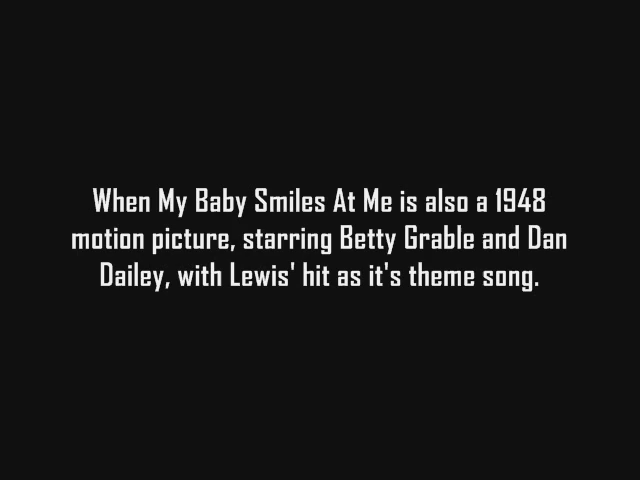 When My Baby Smiles At Me is also a 1948
motion picture, starring Betty Grable and Dan
Dailey, with Lewis' hit as it's theme song.